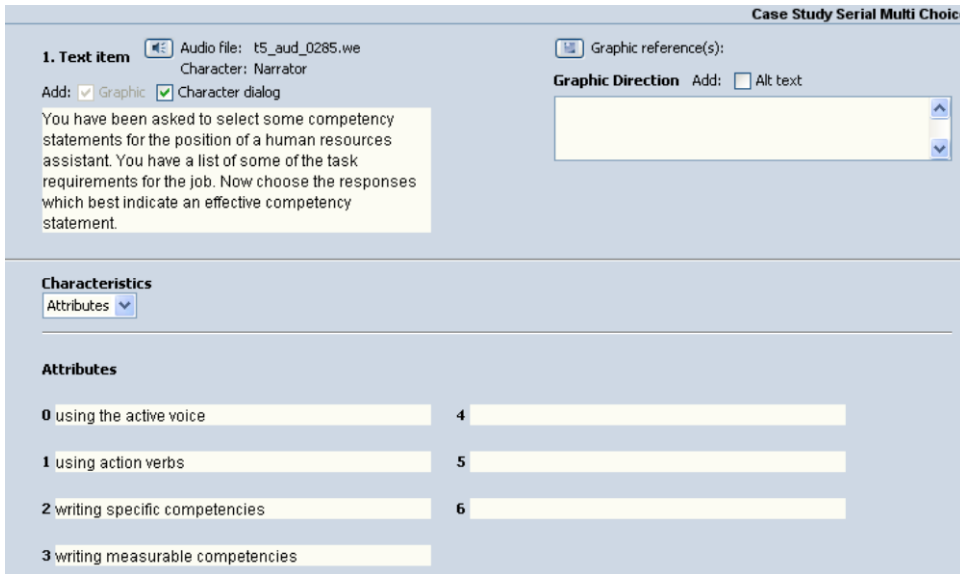 Case Study Serial Multi Choic
1. Text item Audio file: t5_aud_0285.we
Character: Narrator
Add: Graphic Character dialog
You have been asked to select some competency
statements for the position of a human resources
assistant. You have a list of some of the task
requirements for the job. Now choose the responses
which best indicate an effective competency
statement.
Graphic reference(s):
Graphic Direction Add: Alt text
Characteristics
Attributes
Attributes
0 using the active voice
1 using action verbs
2 writing specific competencies
3 writing measurable competencies
4
5
6